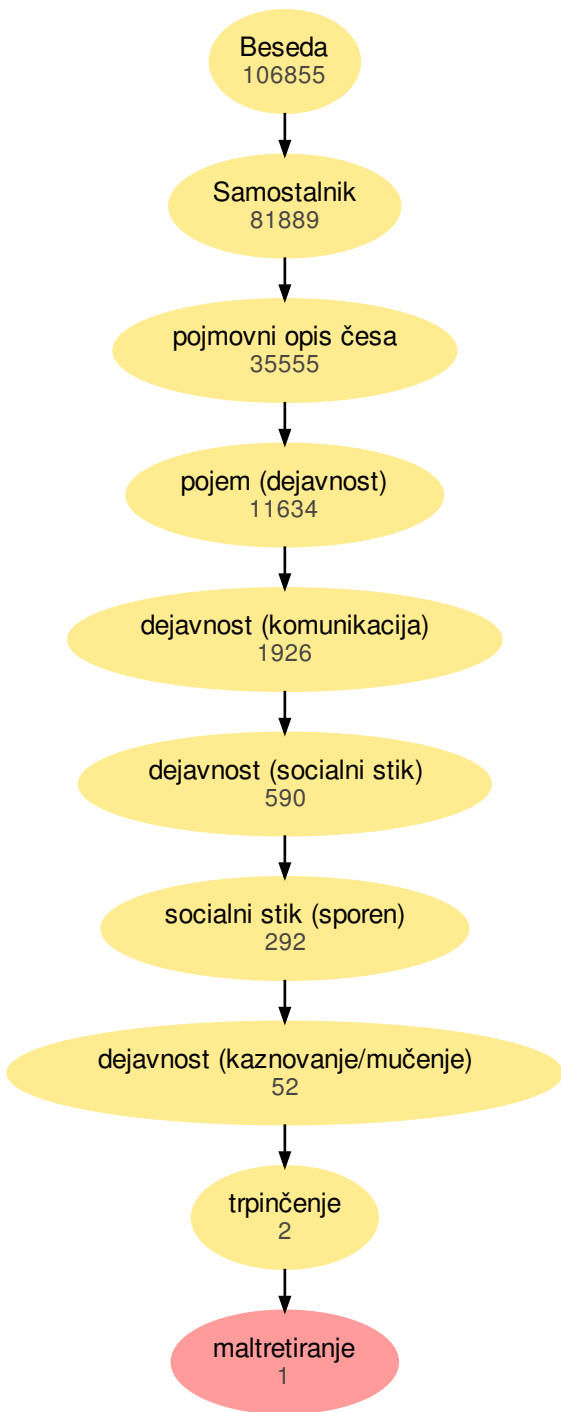 Beseda
106855
Samostalnik
81889
pojmovni opis česa
35555
pojem (dejavnost)
11634
dejavnost (komunikacija)
1926
dejavnost (socialni stik)
590
socialni stik (sporen)
292
dejavnost (kaznovanje/mučenje)
52
trpinčenje
2
maltretiranje
1